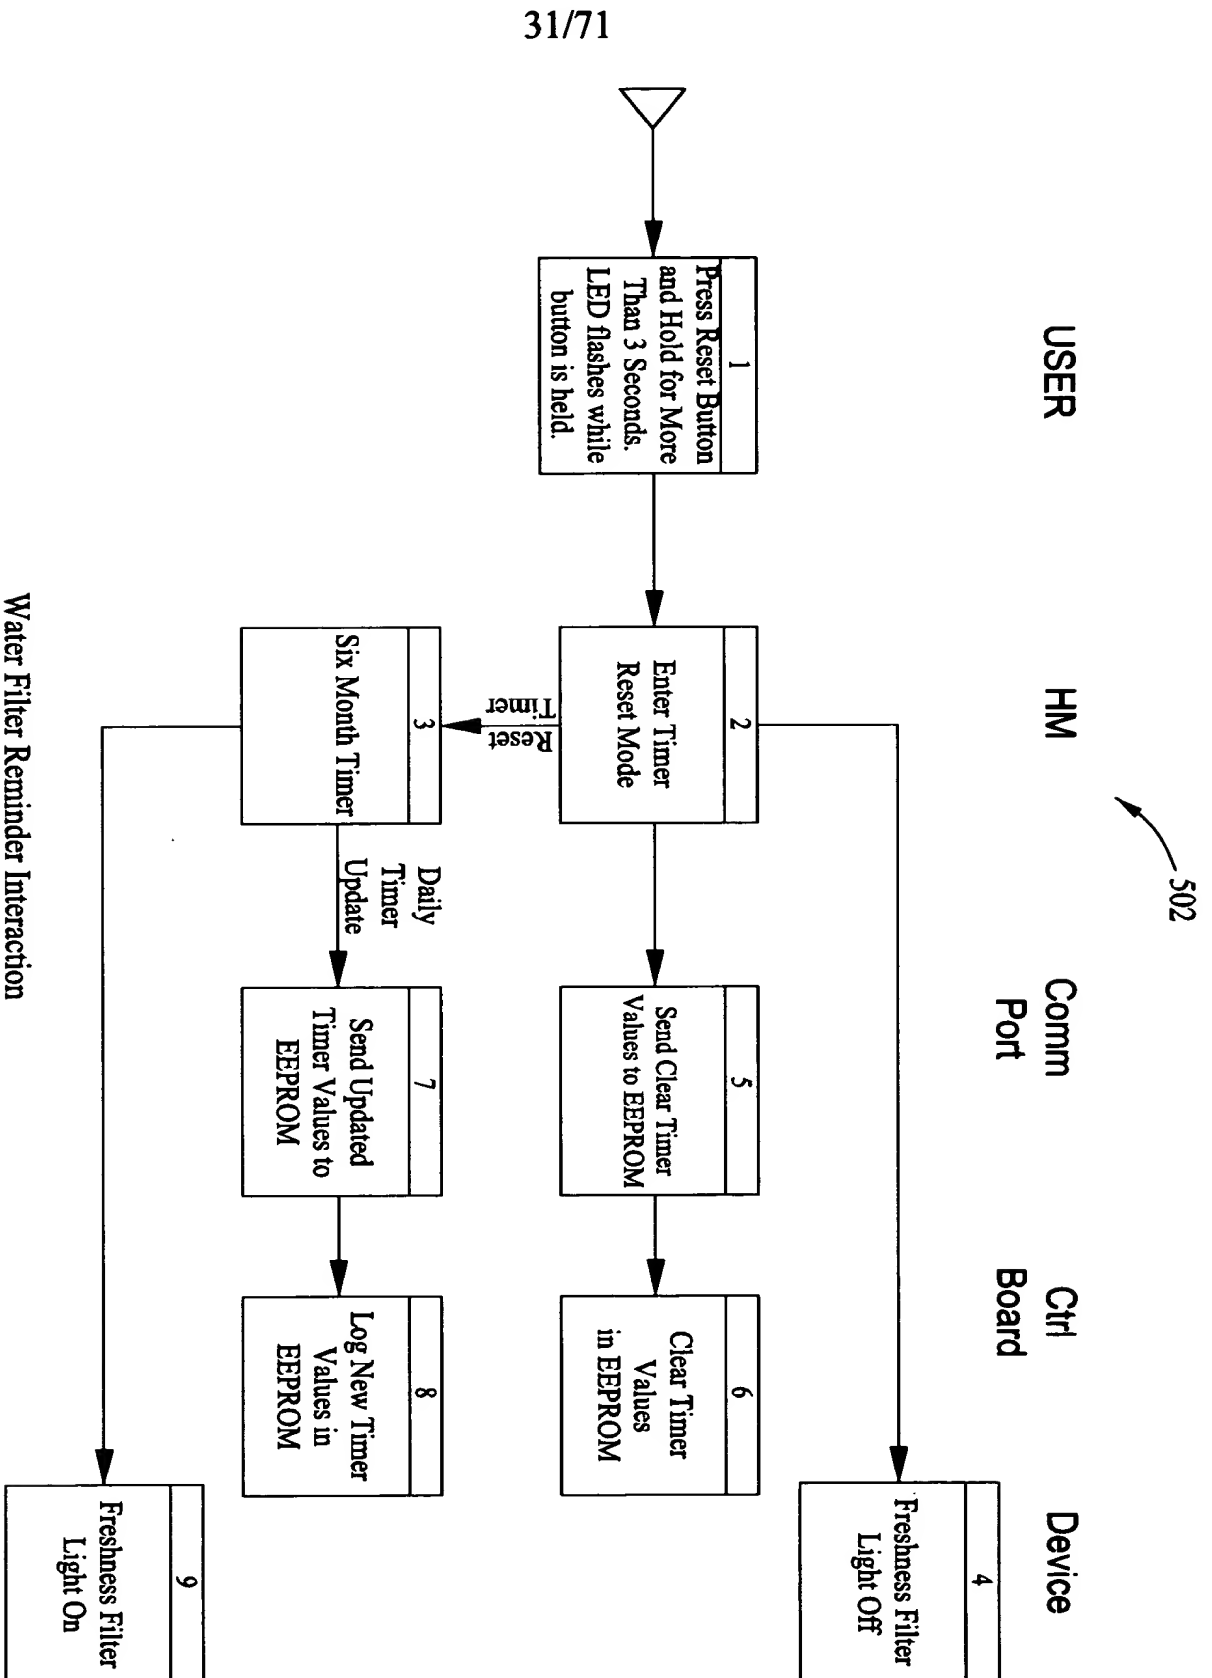 31/71
502
USER
HM
Comm
Port
Ctrl
Board
Device
1
Press Reset Button
and Hold for More
Than 3 Seconds.
LED flashes while
button is held.
2
Enter Timer
Reset Mode
Reset
Timer
3
Six Month Timer
Daily
Timer
Update
4
Freshness Filter
Light Off
5
Send Clear Timer
Values to EEPROM
6
Clear Timer
Values
in EEPROM
7
Send Updated
Timer Values to
EEPROM
8
Log New Timer
Values in
EEPROM
9
Freshness Filter
Light On
Water Filter Reminder Interaction